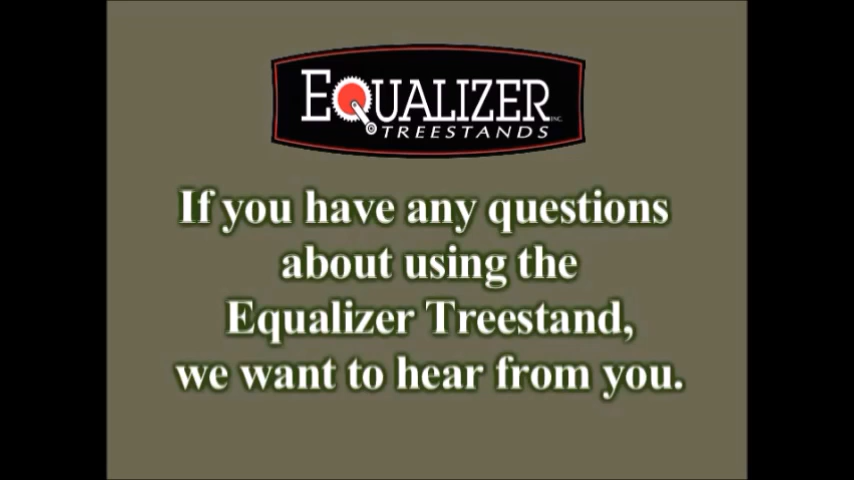 EQUALIZER INC.
TREESTANDS
If you have any questions
about using the
Equalizer Treestand,
we want to hear from you.